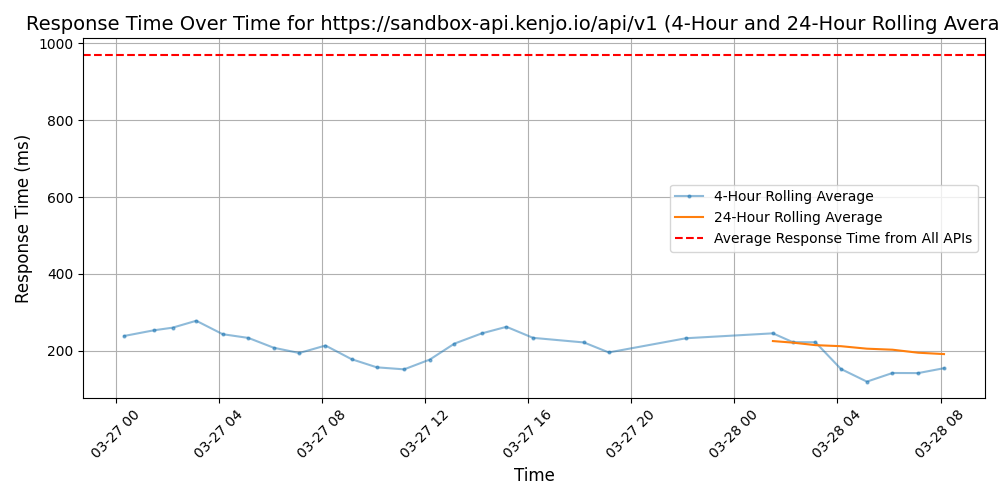 Response Time Over Time for https://sandbox-api.kenjo.io/api/v1 (4-Hour and 24-Hour Rolling Avera
Response Time (ms)
1000
800
600
400
200
4-Hour Rolling Average
24-Hour Rolling Average
Average Response Time from All APIs
03-27 00
03-27 04
03-27 08
03-27 12
03-27 16
03-27 20
03-28 00
03-28 04
03-28 08
Time